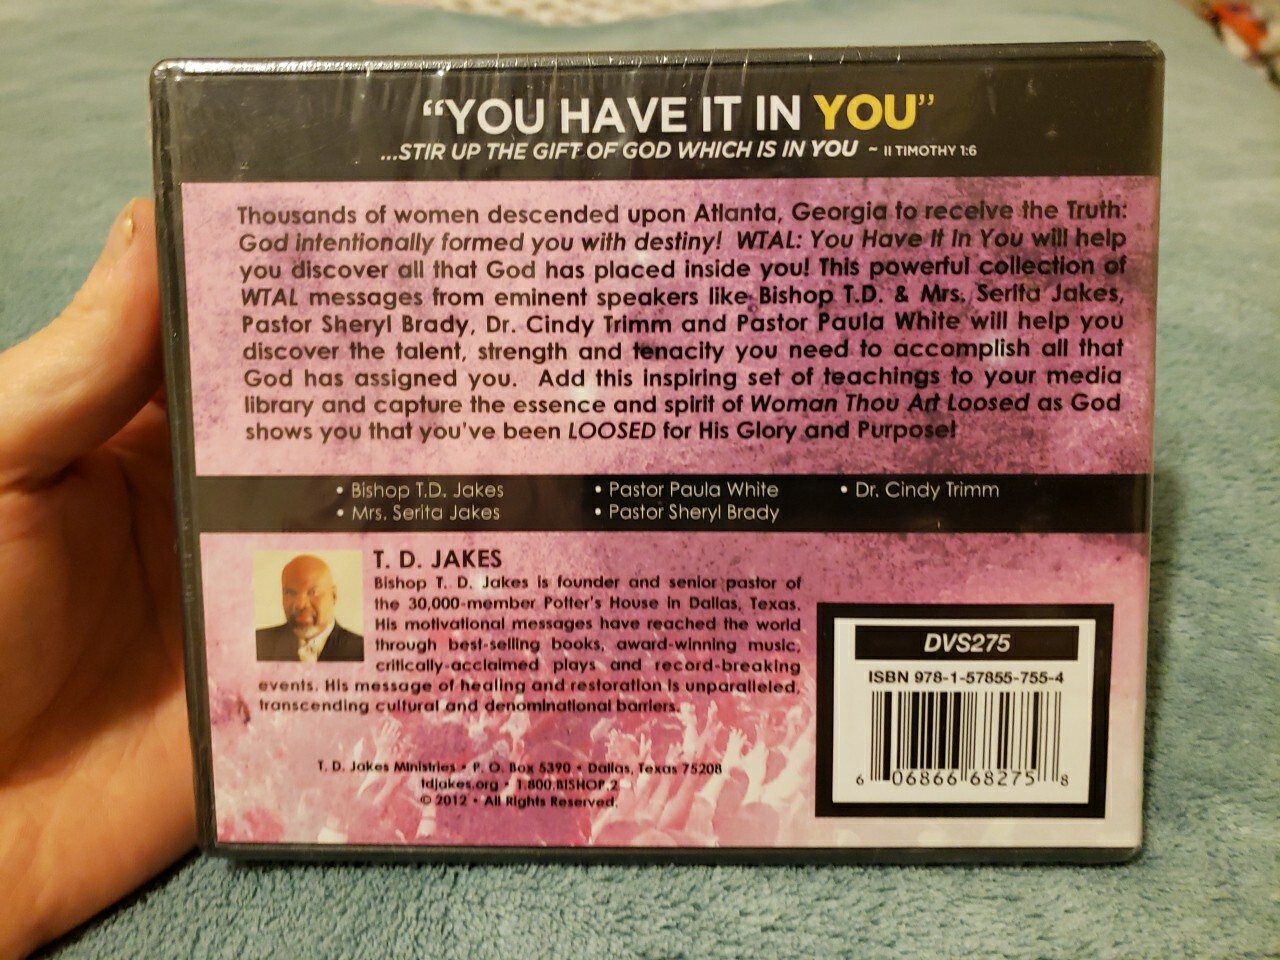 “YOU HAVE IT IN YOU”
...STIR UP THE GIFT OF GOD WHICH IS IN YOU ~ II TIMOTHY 1:6
Thousands of women descended upon Atlanta, Georgia to receive the Truth:
God intentionally formed you with destiny! WTAL: You Have It In You will help
you discover all that God has placed inside you! This powerful collection of
WTAL messages from eminent speakers like Bishop T.D. & Mrs. Serita Jakes,
Pastor Sheryl Brady, Dr. Cindy Trimm and Pastor Paula White will help you
discover the talent, strength and tenacity you need to accomplish all that
God has assigned you. Add this inspiring set of teachings to your media
library and capture the essence and spirit of Woman Thou Art Loosed as God
shows you that you’ve been LOOSED for His Glory and Purpose!
• Bishop T.D. Jakes • Pastor Paula White • Dr. Cindy Trimm
• Mrs. Serita Jakes • Pastor Sheryl Brady
T. D. JAKES
Bishop T. D. Jakes is founder and senior pastor of
the 30,000-member Potter’s House in Dallas, Texas.
His motivational messages have reached the world
through best-selling books, award-winning music,
critically-acclaimed plays and record-breaking
events. His message of healing and restoration is unparalleled,
transcending cultural and denominational barriers.
T. D. Jakes Ministries • P. O. Box 5390 • Dallas, Texas 75208
tdjakes.org • 1.800.BISHOP.2
© 2012 • All Rights Reserved.
DVS275
ISBN 978-1-57855-755-4
6 06866 68275 8